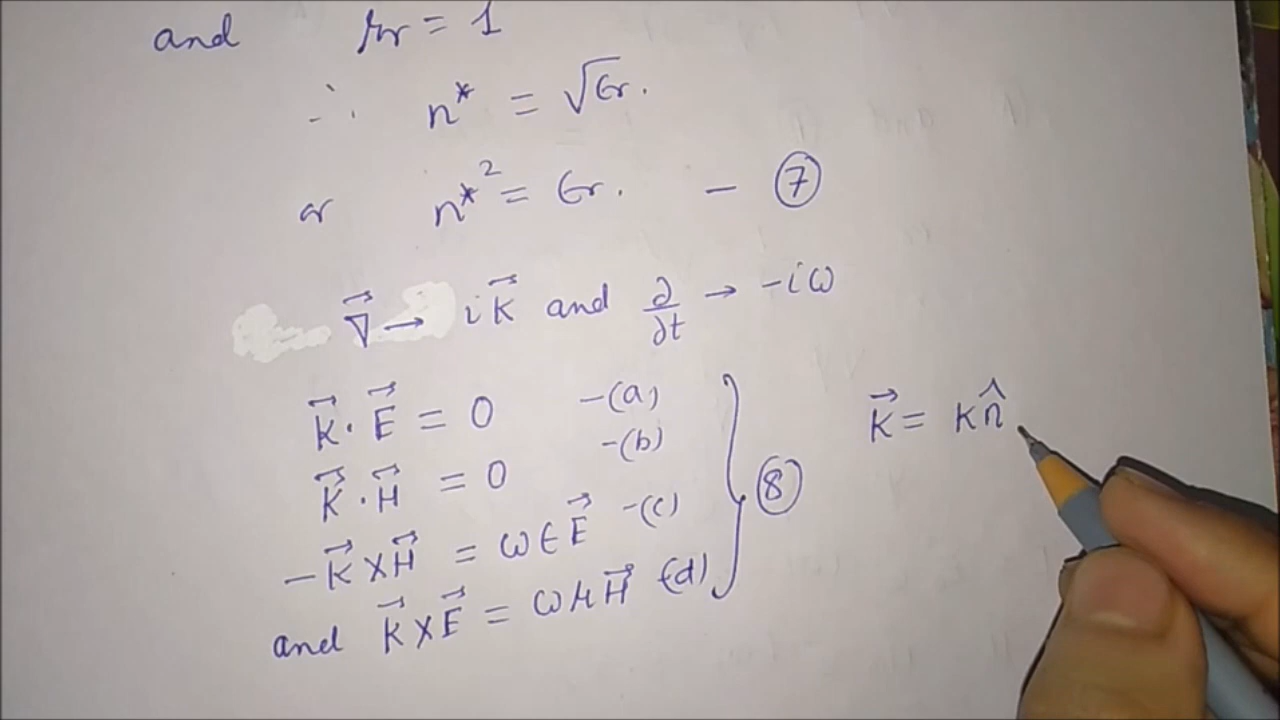 and μr = 1
∴ n* = √ϵr.
or n*² = ϵr. – ⑦
∇⃗ → iK⃗ and ∂/∂t → -iω
K⃗ · E⃗ = 0 -(a)
K⃗ · H⃗ = 0 -(b)
-K⃗ × H⃗ = ωϵE⃗ -(c)
and K⃗ × E⃗ = ωμH⃗ -(d)
⑧
K⃗ = Kn̂